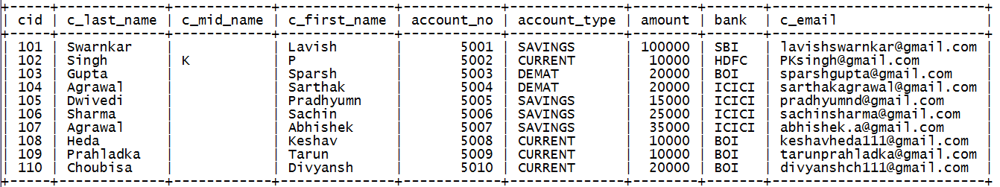 cid | c_last_name | c_mid_name | c_first_name | account_no | account_type | amount | bank | c_email
101 | Swarnkar | | Lavish | 5001 | SAVINGS | 100000 | SBI | lavishswarnkar@gmail.com
102 | Singh | K | P | 5002 | CURRENT | 10000 | HDFC | PKsingh@gmail.com
103 | Gupta | | Sparsh | 5003 | DEMAT | 20000 | BOI | sparshgupta@gmail.com
104 | Agrawal | | Sarthak | 5004 | DEMAT | 20000 | ICICI | sarthakagrawal@gmail.com
105 | Dwivedi | | Pradhyumn | 5005 | SAVINGS | 15000 | ICICI | pradhyumnd@gmail.com
106 | Sharma | | Sachin | 5006 | SAVINGS | 25000 | ICICI | sachinsharma@gmail.com
107 | Agrawal | | Abhishek | 5007 | SAVINGS | 35000 | ICICI | abhishek.a@gmail.com
108 | Heda | | Keshav | 5008 | CURRENT | 10000 | BOI | keshavheda111@gmail.com
109 | Prahladka | | Tarun | 5009 | CURRENT | 10000 | BOI | tarunprahladka@gmail.com
110 | Choubisa | | Divyansh | 5010 | CURRENT | 20000 | BOI | divyanshch111@gmail.com